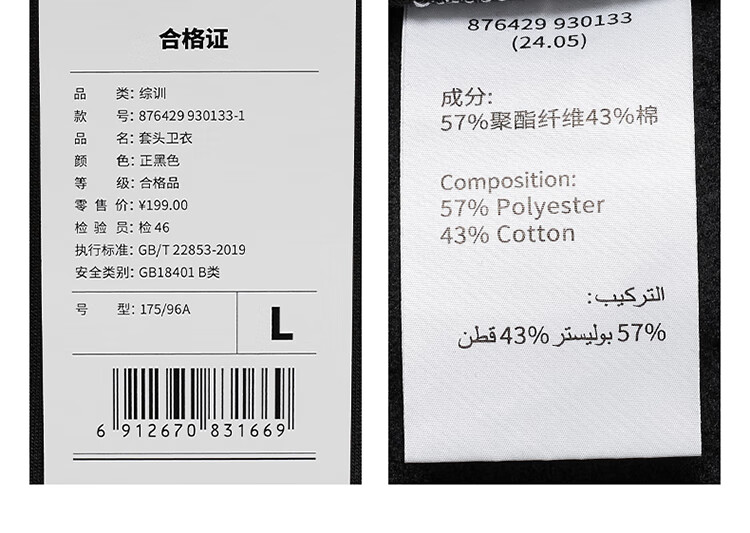 合格证
品 类: 综训
款 号: 876429 930133-1
品 名: 套头卫衣
颜 色: 正黑色
等 级: 合格品
零 售 价: ¥199.00
检 验 员: 检 46
执行标准: GB/T 22853-2019
安全类别: GB18401 B类
号 型: 175/96A
L
6 912670 831669
876429 930133
(24.05)
成分:
57%聚酯纤维43%棉
Composition:
57% Polyester
43% Cotton
التركيب:
57% بوليستر 43% قطن